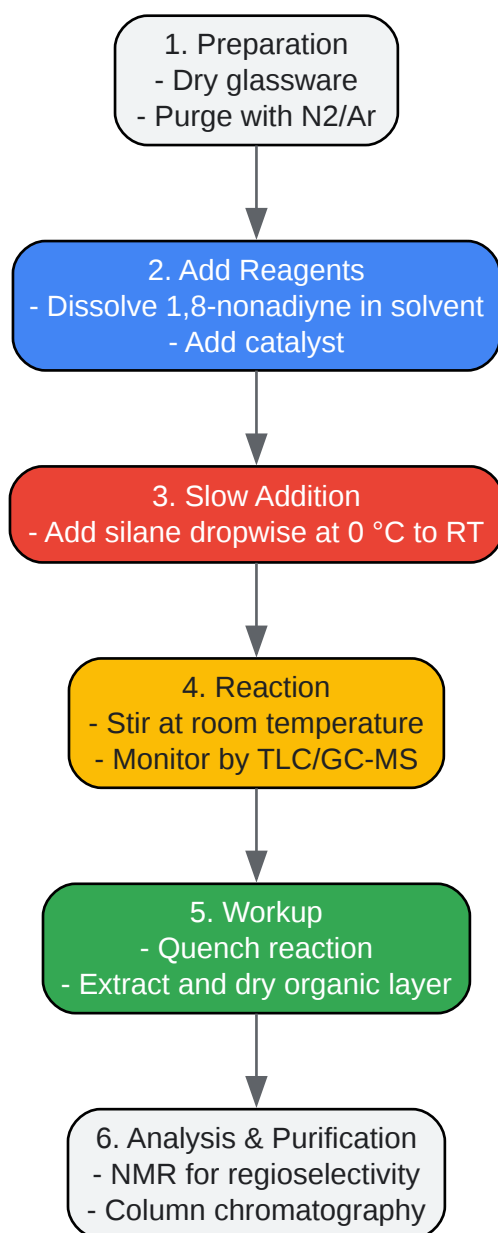 1. Preparation
- Dry glassware
- Purge with N2/Ar
2. Add Reagents
- Dissolve 1,8-nonadiyne in solvent
- Add catalyst
3. Slow Addition
- Add silane dropwise at 0 °C to RT
4. Reaction
- Stir at room temperature
- Monitor by TLC/GC-MS
5. Workup
- Quench reaction
- Extract and dry organic layer
6. Analysis & Purification
- NMR for regioselectivity
- Column chromatography